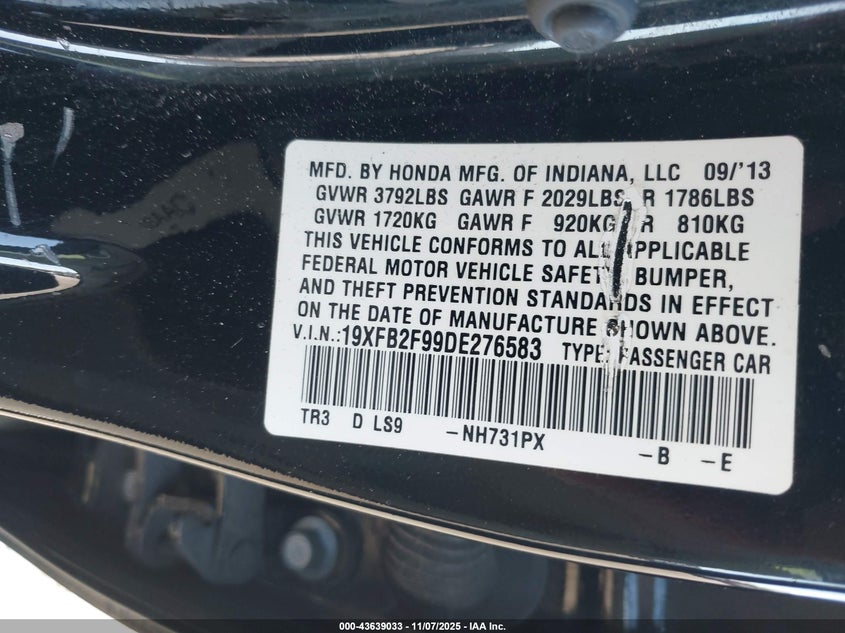 MFD. BY HONDA MFG. OF INDIANA, LLC 09/'13
GVWR 3792LBS GAWR F 2029LBS R 1786LBS
GVWR 1720KG GAWR F 920KG R 810KG
THIS VEHICLE CONFORMS TO ALL APPLICABLE
FEDERAL MOTOR VEHICLE SAFETY, BUMPER,
AND THEFT PREVENTION STANDARDS IN EFFECT
ON THE DATE OF MANUFACTURE SHOWN ABOVE.
V.I.N.:19XFB2F99DE276583 TYPE: PASSENGER CAR
TR3 D LS9 -NH731PX -B -E
000-43639033 - 11/07/2025 - IAA Inc.